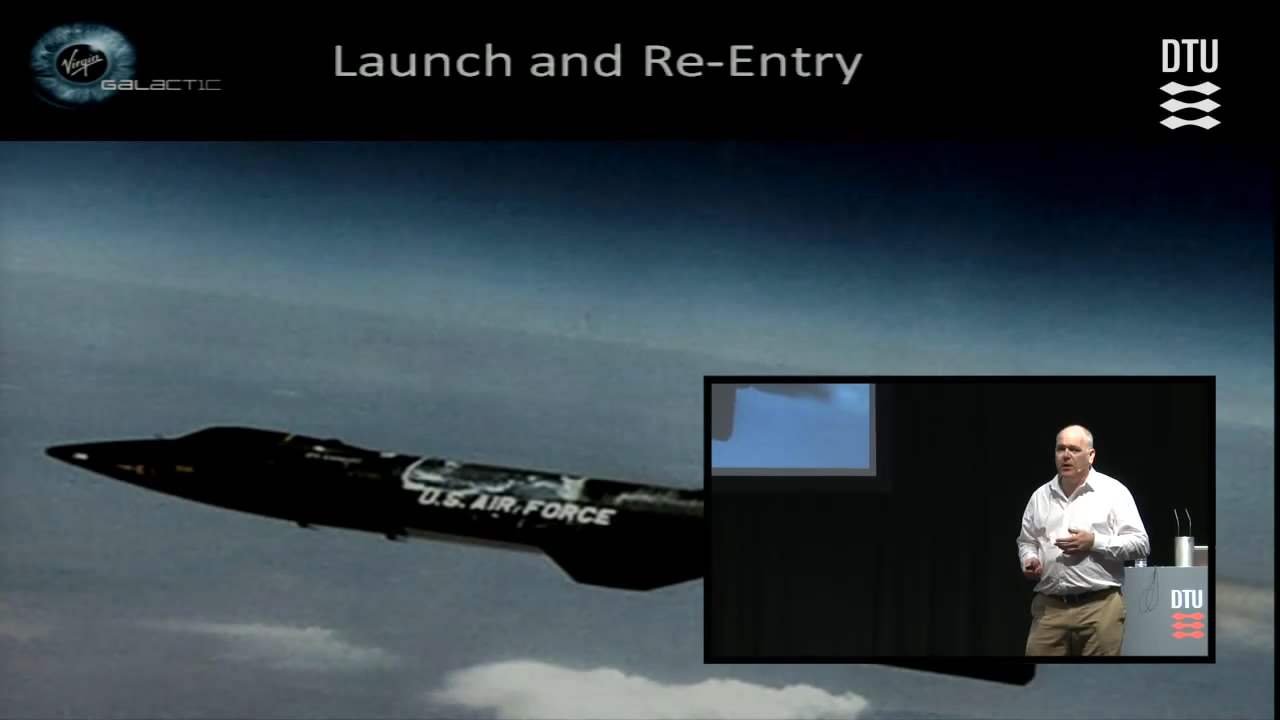 Virgin
GALACTIC
Launch and Re-Entry
DTU
U.S. AIR FORCE
DTU